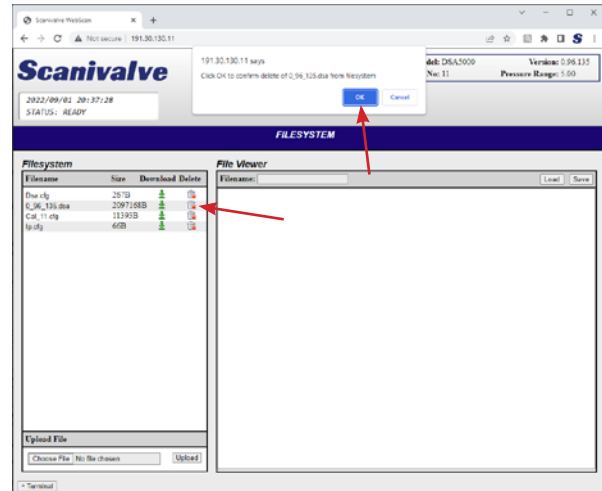 Scanivalve WebScan
Not secure 191.30.130.11
191.30.130.11 says
Click OK to confirm delete of 0_96_135.dsa from filesystem
OK Cancel
Scanivalve
del: DSA5000 Version: 0.96.135
No: 11 Pressure Range: 5.00
2022/09/01 20:37:28
STATUS: READY
FILESYSTEM
Filesystem
Filename Size Download Delete
Dsa.cfg 267B
0_96_135.dsa 2097168B
Cal_11.cfg 11395B
Ip.cfg 66B
Upload File
Choose File No file chosen Upload
File Viewer
Filename: Load Save
^ Terminal